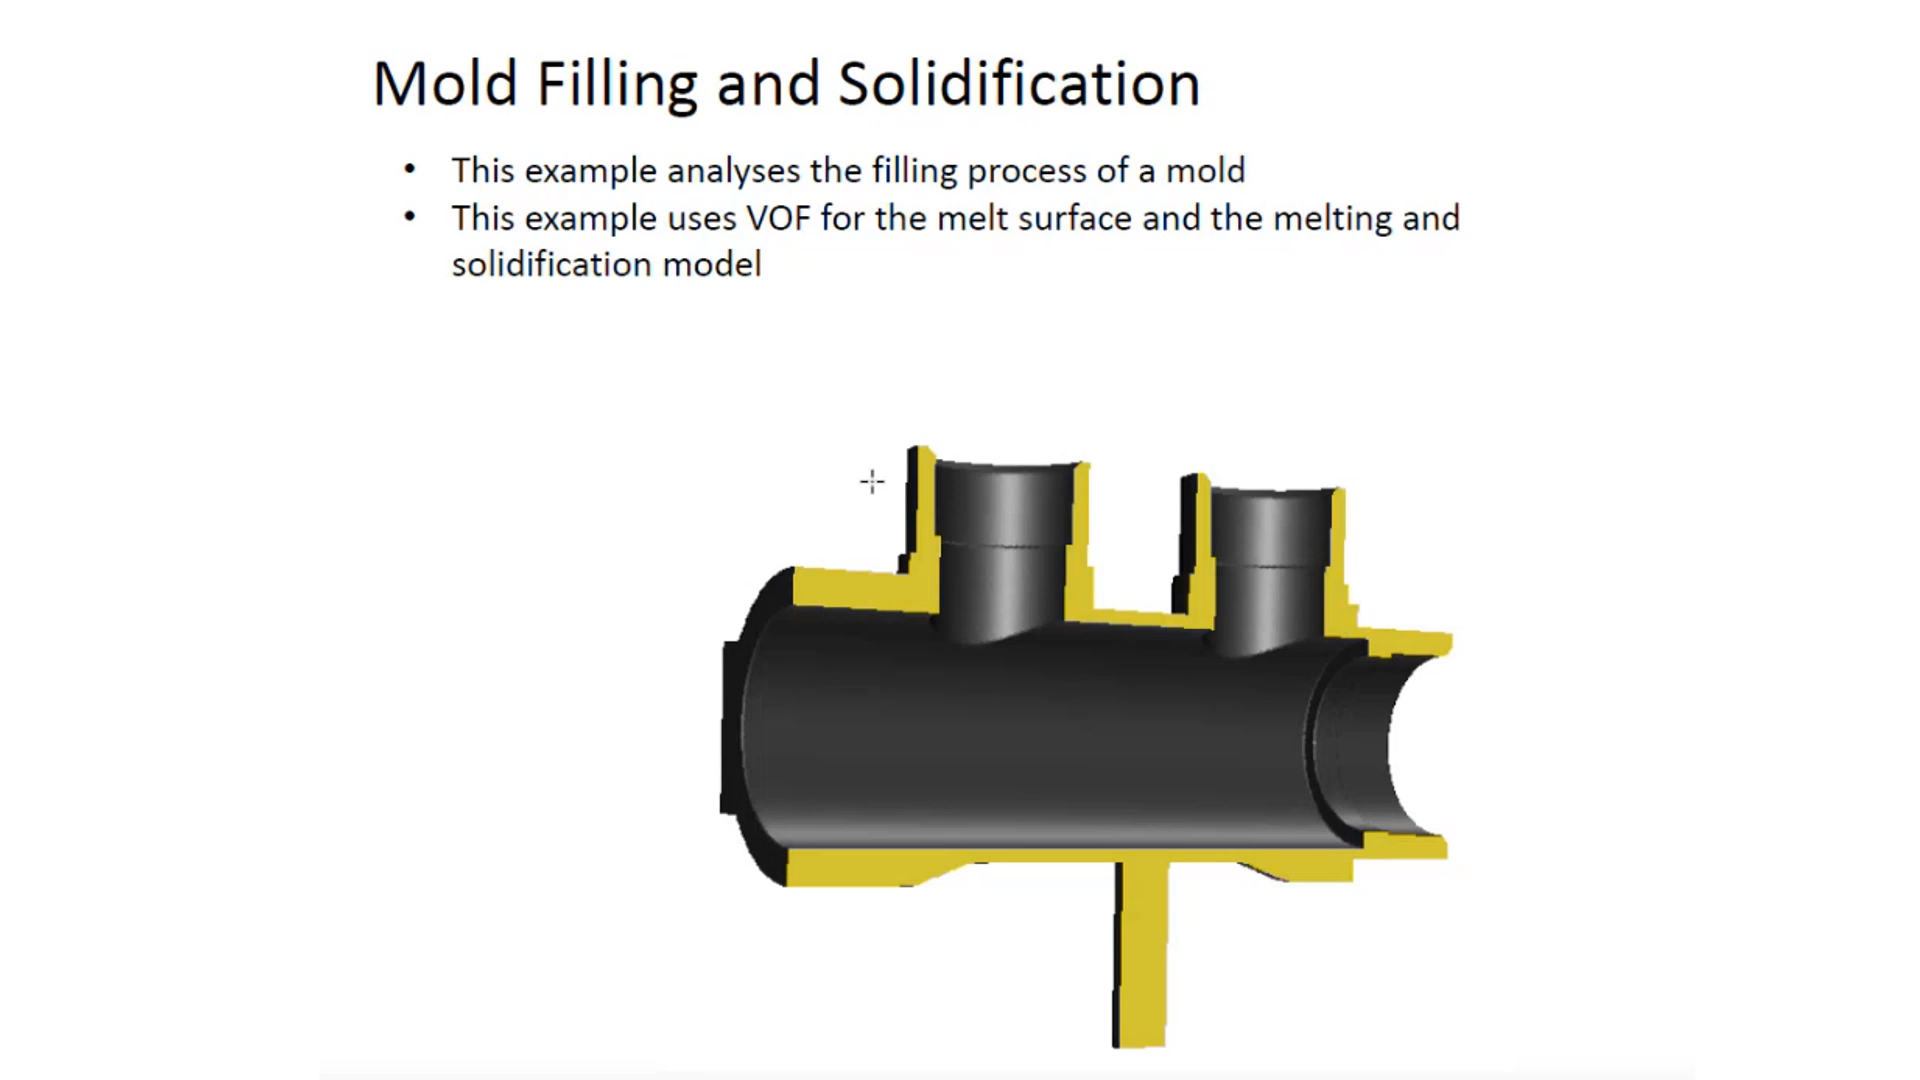 Mold Filling and Solidification
• This example analyses the filling process of a mold
• This example uses VOF for the melt surface and the melting and
solidification model